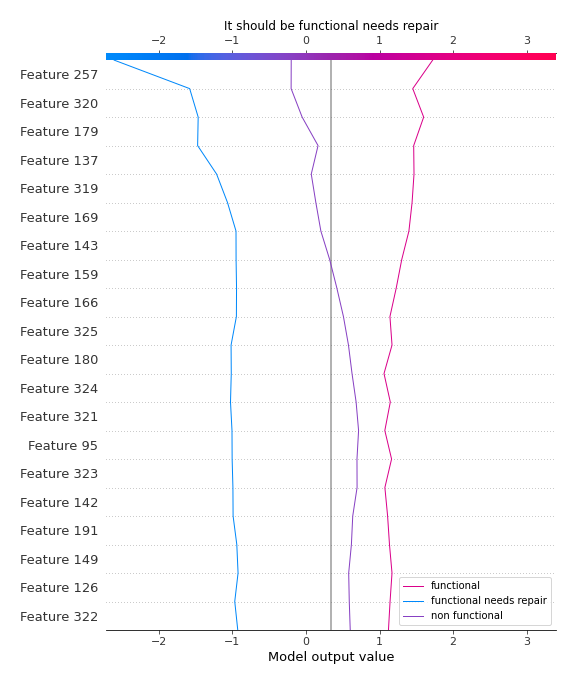 It should be functional needs repair
−2 −1 0 1 2 3
Feature 257
Feature 320
Feature 179
Feature 137
Feature 319
Feature 169
Feature 143
Feature 159
Feature 166
Feature 325
Feature 180
Feature 324
Feature 321
Feature 95
Feature 323
Feature 142
Feature 191
Feature 149
Feature 126
Feature 322
functional
functional needs repair
non functional
−2 −1 0 1 2 3
Model output value